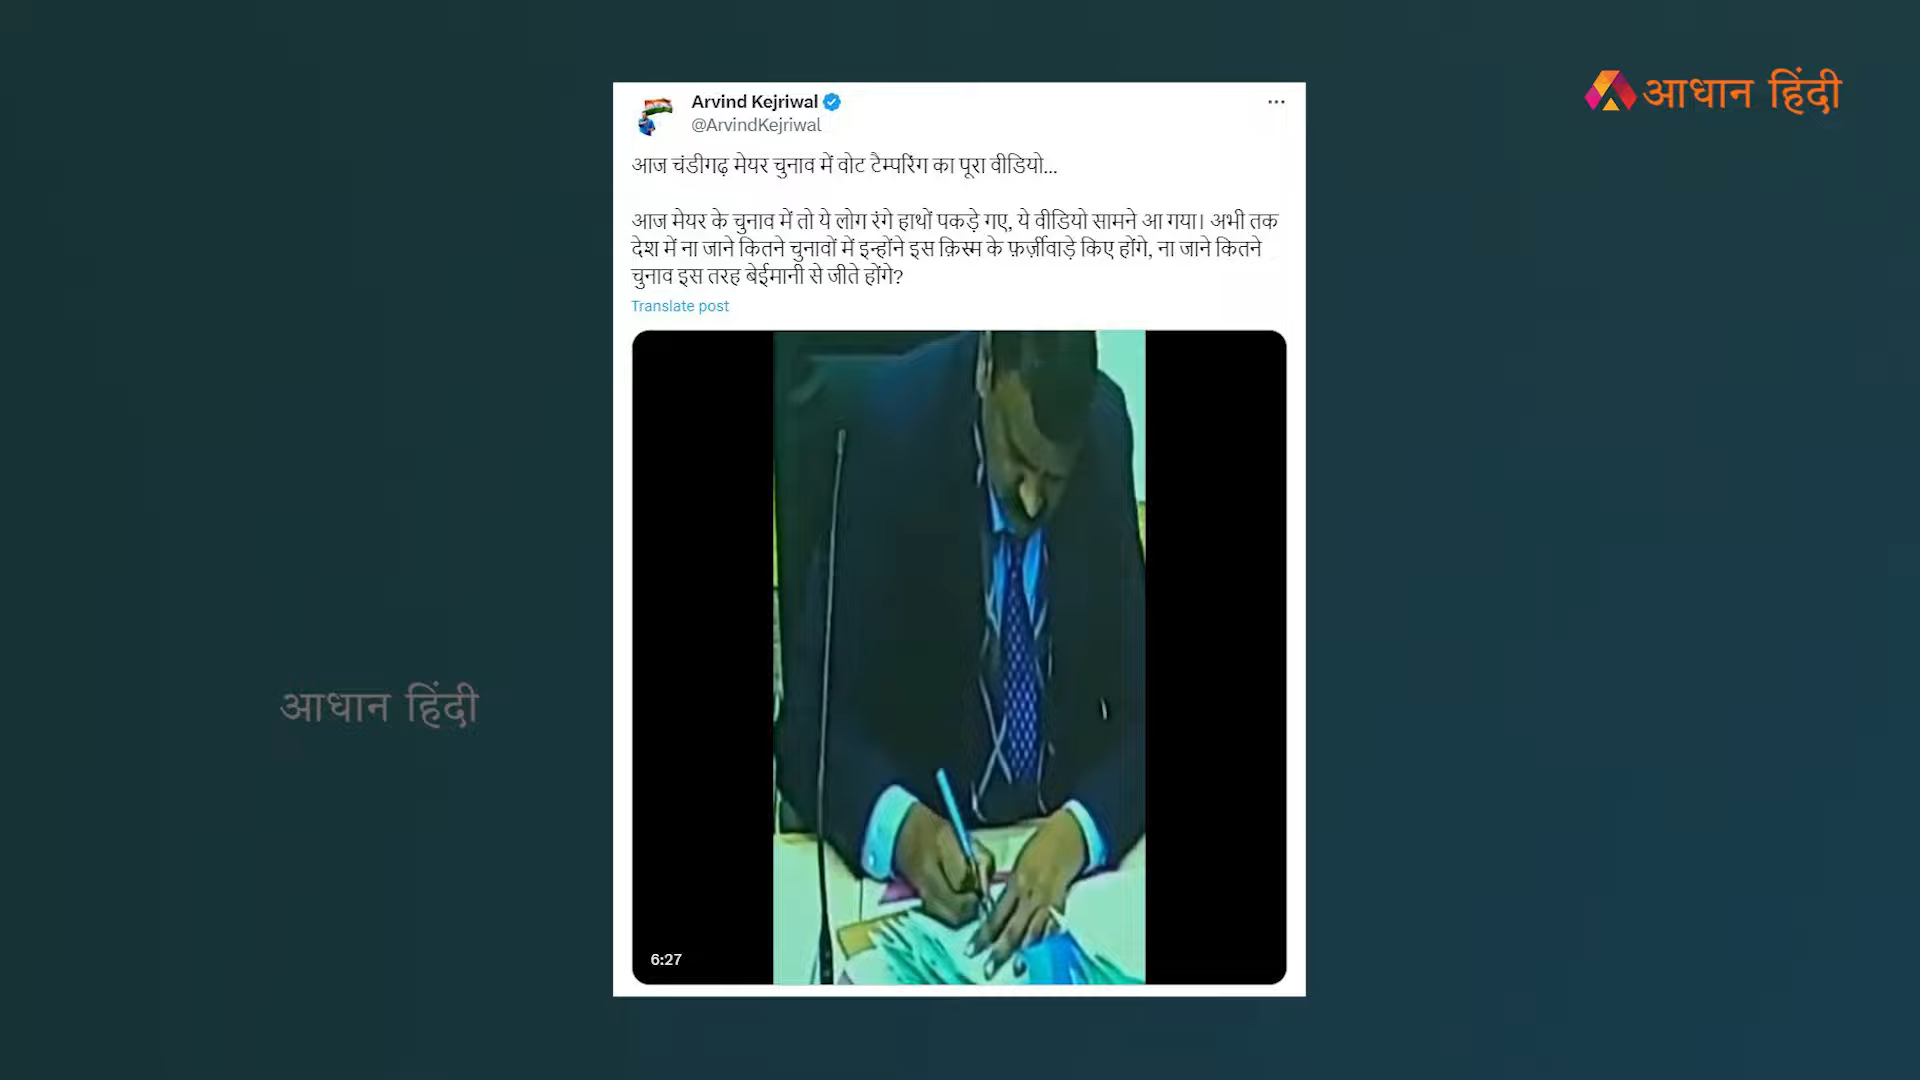 आधान हिंदी
Arvind Kejriwal
@ArvindKejriwal
आज चंडीगढ़ मेयर चुनाव में वोट टैम्परिंग का पूरा वीडियो...
आज मेयर के चुनाव में तो ये लोग रंगे हाथों पकड़े गए, ये वीडियो सामने आ गया। अभी तक
देश में ना जाने कितने चुनावों में इन्होंने इस क़िस्म के फ़र्ज़ीवाड़े किए होंगे, ना जाने कितने
चुनाव इस तरह बेईमानी से जीते होंगे?
Translate post
आधान हिंदी
6:27